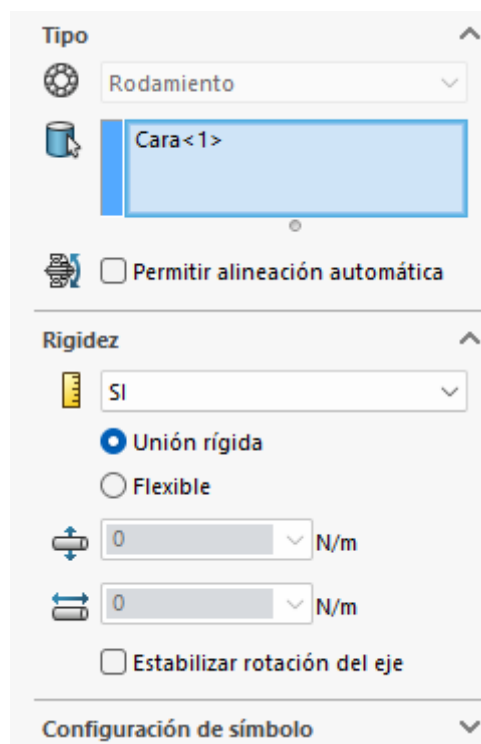 Tipo
Rodamiento
Cara<1>
Permitir alineación automática
Rigidez
SI
Unión rígida
Flexible
0 N/m
0 N/m
Estabilizar rotación del eje
Configuración de símbolo